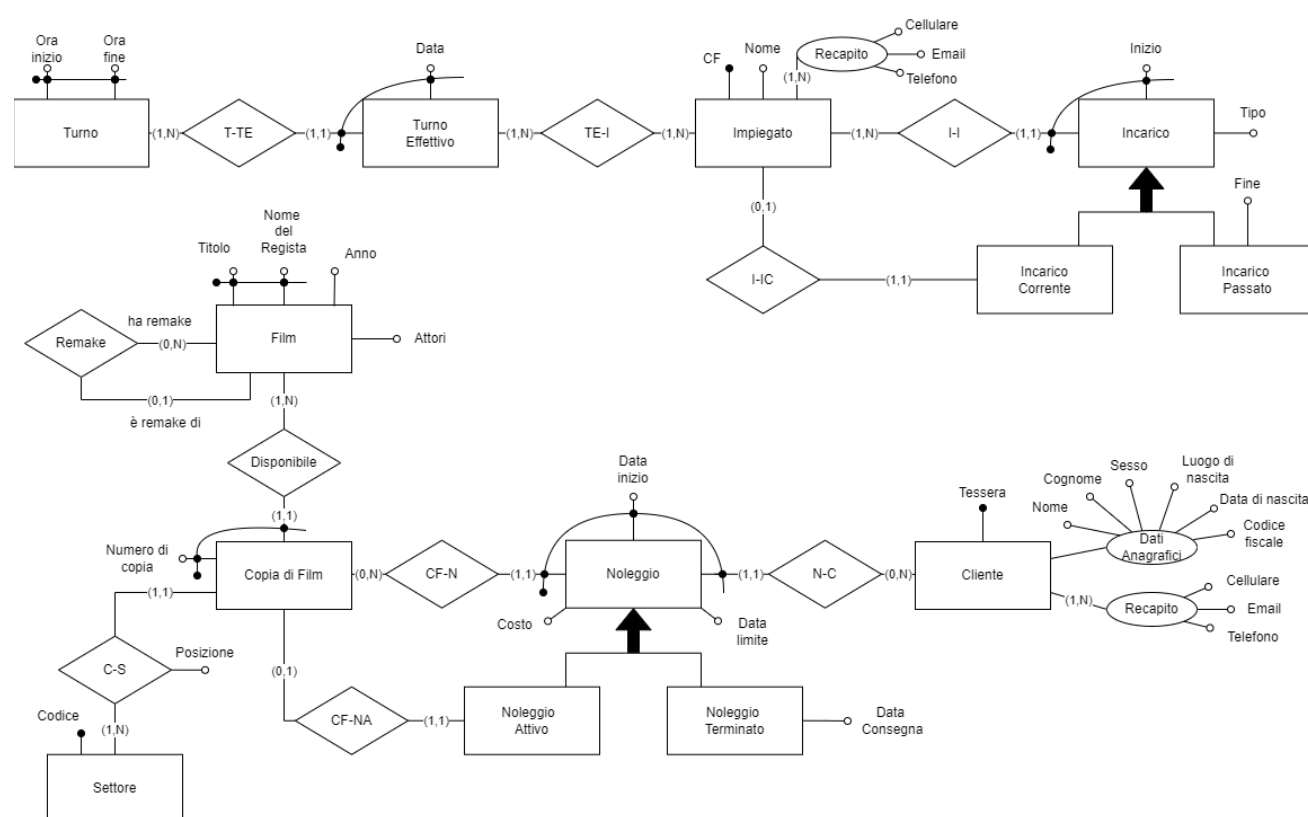 Ora
inizio
Ora
fine
Data
CF
Nome
Recapito
Cellulare
Email
Telefono
(1,N)
Inizio
Tipo
Turno
(1,N)
T-TE
(1,1)
Turno
Effettivo
(1,N)
TE-I
(1,N)
Impiegato
(1,N)
I-I
(1,1)
Incarico
(0,1)
Fine
I-IC
(1,1)
Incarico
Corrente
Incarico
Passato
Titolo
Nome
del
Regista
Anno
ha remake
Remake
(0,N)
Film
Attori
(0,1)
è remake di
(1,N)
Disponibile
(1,1)
Numero di
copia
Copia di Film
(0,N)
CF-N
(1,1)
Data
inizio
Noleggio
(1,1)
N-C
(0,N)
Tessera
Cliente
Nome
Cognome
Sesso
Luogo di
nascita
Data di nascita
Codice
fiscale
Dati
Anagrafici
(1,N)
Recapito
Cellulare
Email
Telefono
(1,1)
Costo
Data
limite
C-S
Posizione
(0,1)
CF-NA
(1,1)
Noleggio
Attivo
Noleggio
Terminato
Data
Consegna
Codice
(1,N)
Settore